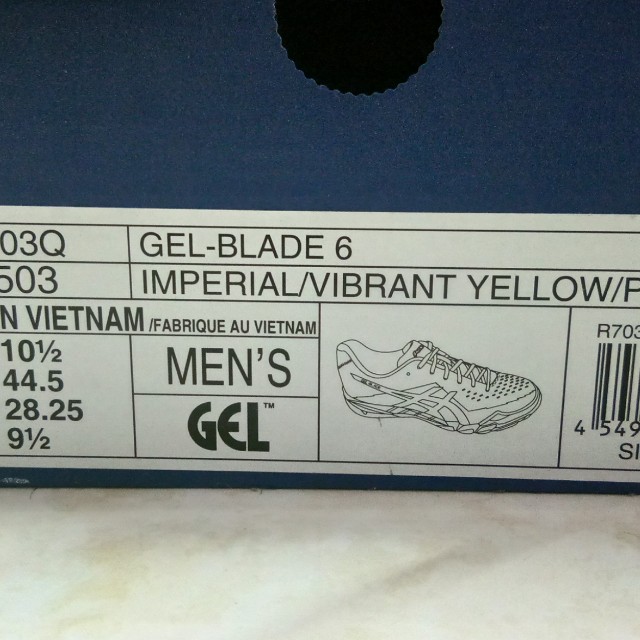 03Q GEL-BLADE 6
503 IMPERIAL/VIBRANT YELLOW/P
N VIETNAM /FABRIQUE AU VIETNAM
10½
44.5
28.25
9½
MEN'S
GEL™
R703
4 549
SI